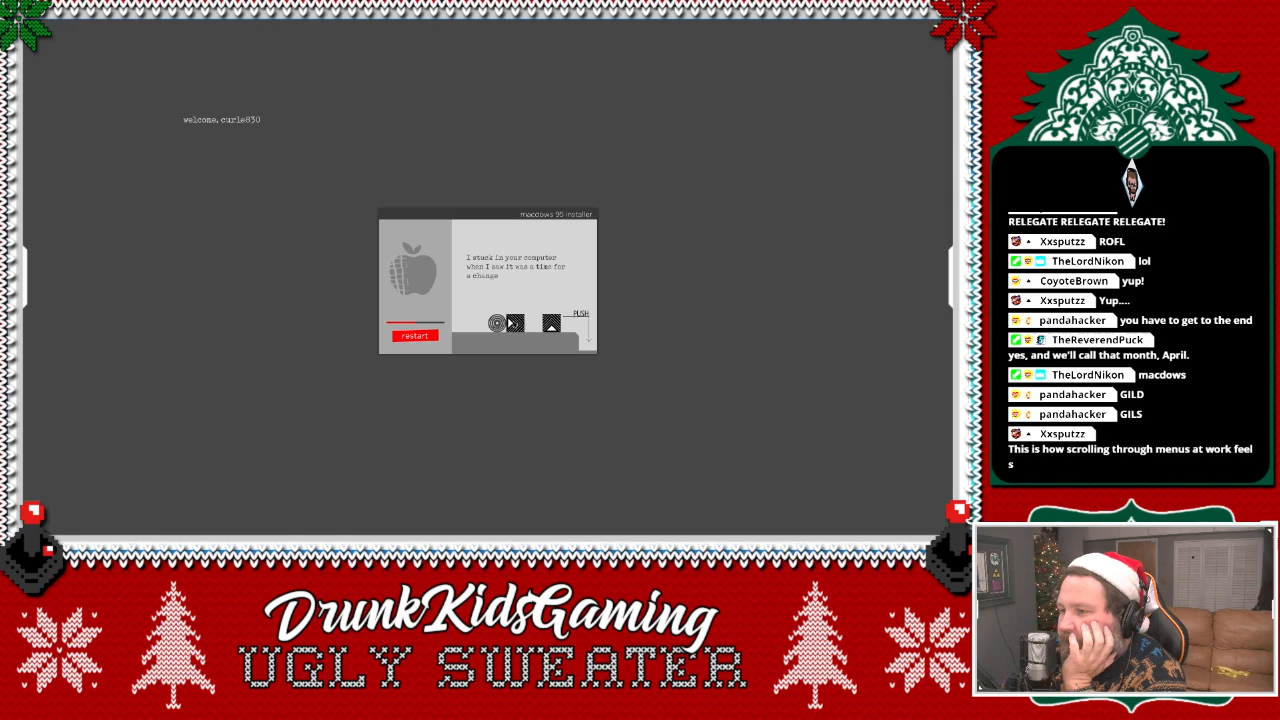 welcome, curle830
macdows 95 installer
I stuck in your computer
when I saw it was a time for
a change
PUSH
restart
RELEGATE RELEGATE RELEGATE!
Xxsputzz ROFL
TheLordNikon lol
CoyoteBrown yup!
Xxsputzz Yup....
pandahacker you have to get to the end
TheReverendPuck
yes, and we'll call that month, April.
TheLordNikon macdows
pandahacker GILD
pandahacker GILS
Xxsputzz
This is how scrolling through menus at work feel
s
DrunkKidsGaming
UGLY SWEATER